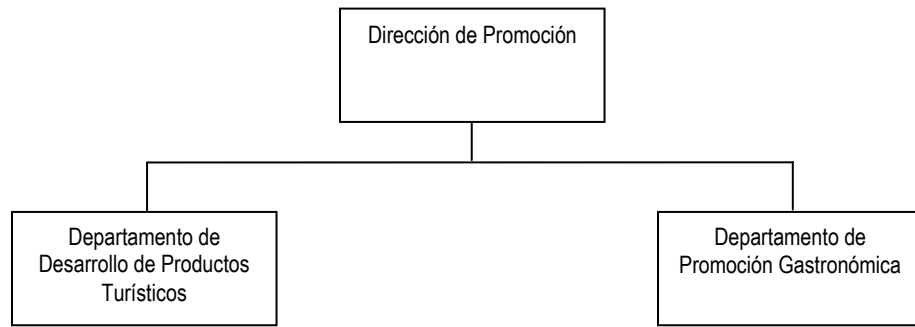 Dirección de Promoción
Departamento de
Desarrollo de Productos
Turísticos
Departamento de
Promoción Gastronómica